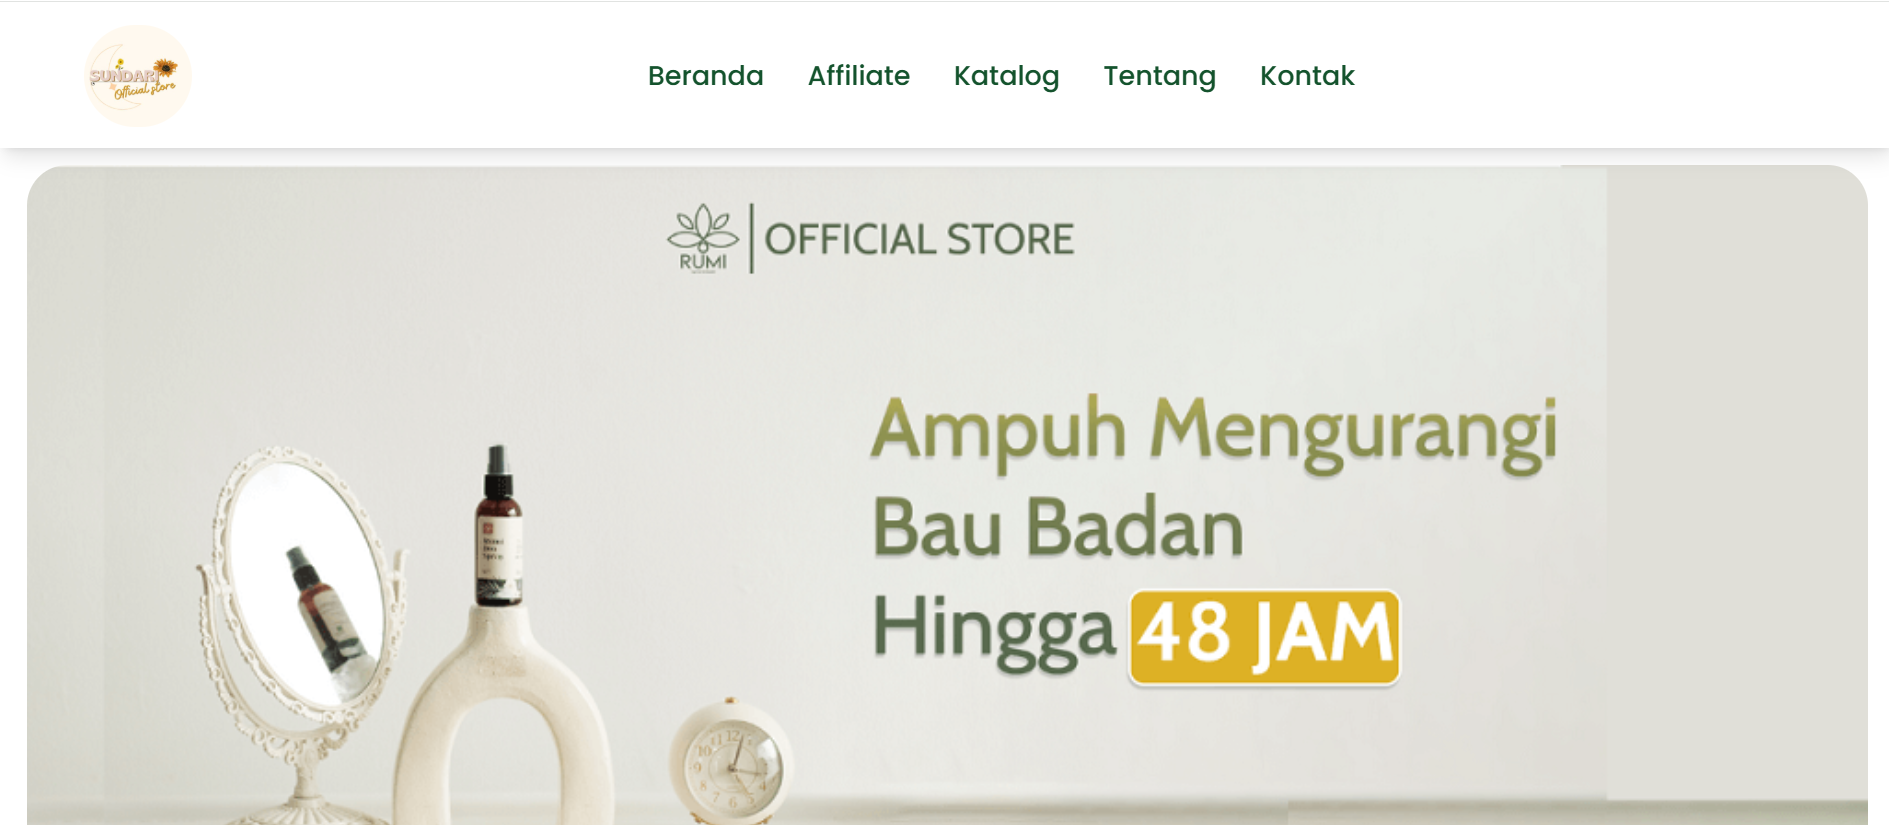 SUNDARI
Official store
Beranda Affiliate Katalog Tentang Kontak
RUMI
OFFICIAL STORE
Ampuh Mengurangi
Bau Badan
Hingga 48 JAM